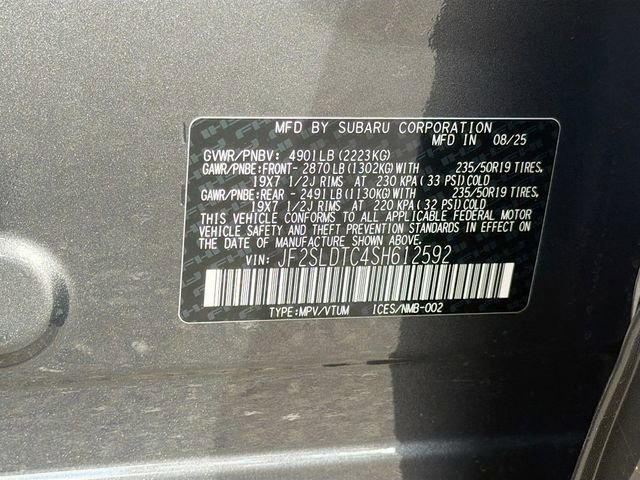 MFD BY SUBARU CORPORATION
MFD IN 08/25
GVWR/PNBV: 4901LB(2223KG)
GAWR/PNBE:FRONT- 2870LB(1302KG)WITH 235/50R19 TIRES,
19X7 1/2J RIMS AT 230 KPA(33 PSI)COLD
GAWR/PNBE:REAR - 2491LB(1130KG)WITH 235/50R19 TIRES,
19X7 1/2J RIMS AT 220 KPA(32 PSI)COLD
THIS VEHICLE CONFORMS TO ALL APPLICABLE FEDERAL MOTOR
VEHICLE SAFETY AND THEFT PREVENTION STANDARDS IN EFFECT
ON THE DATE OF MANUFACTURE SHOWN ABOVE.
VIN: JF2SLDTC4SH612592
TYPE:MPV/VTUM ICES/NMB-002